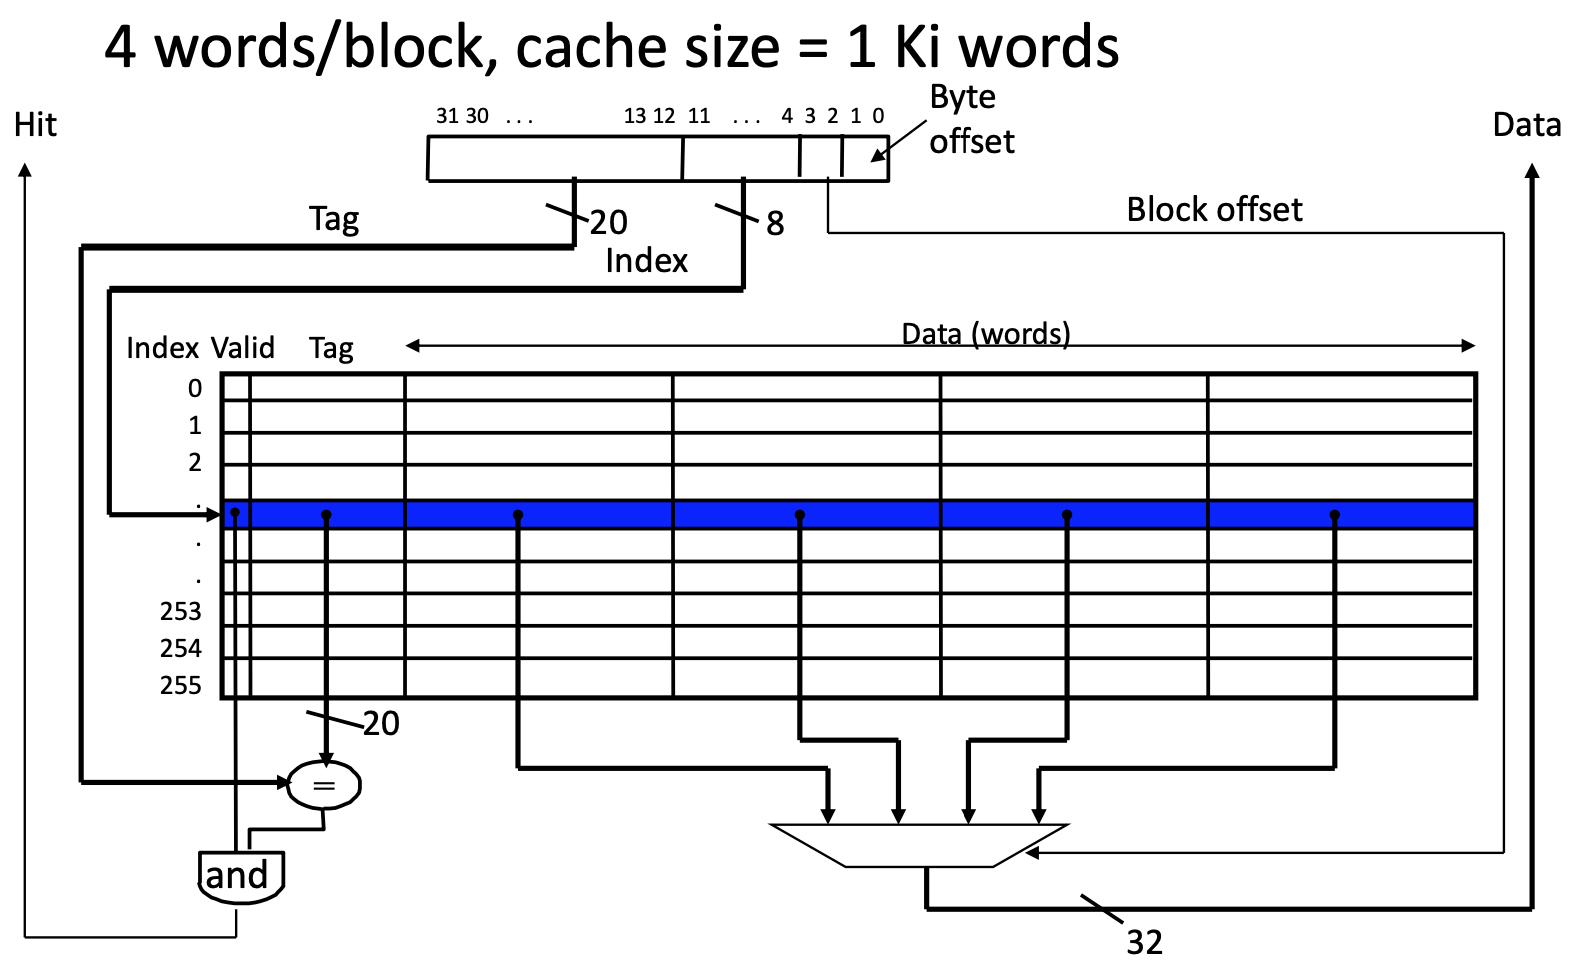 4 words/block, cache size = 1 Ki words
Byte
offset
31 30 ... 13 12 11 ... 4 3 2 1 0
Hit
Data
Tag
20
8
Block offset
Index
Data (words)
Index Valid Tag
0
1
2
.
.
.
253
254
255
20
=
and
32